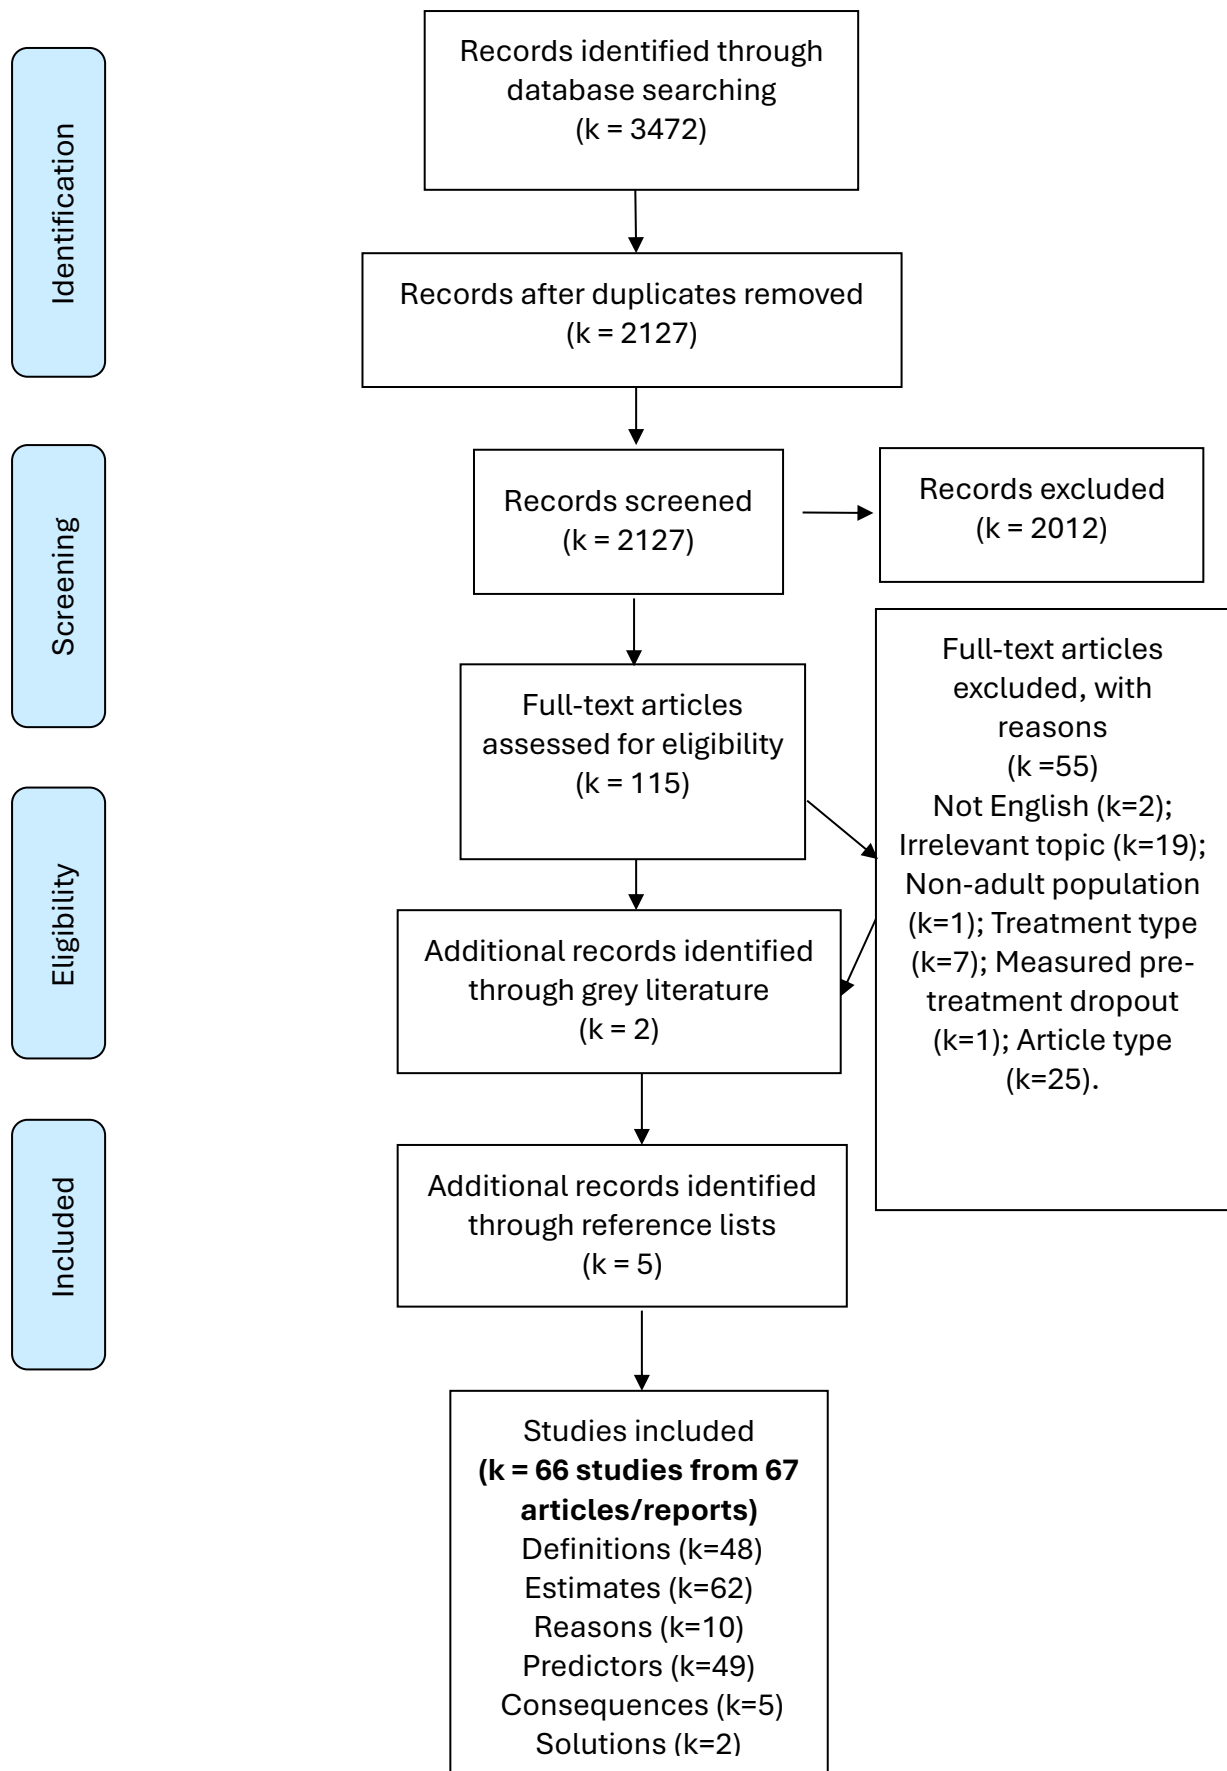 Identification
Records identified through
database searching
(k = 3472)
Records after duplicates removed
(k = 2127)
Screening
Records screened
(k = 2127)
Records excluded
(k = 2012)
Full-text articles
assessed for eligibility
(k = 115)
Full-text articles
excluded, with
reasons
(k =55)
Not English (k=2);
Irrelevant topic (k=19);
Non-adult population
(k=1); Treatment type
(k=7); Measured pre-
treatment dropout
(k=1); Article type
(k=25).
Eligibility
Additional records identified
through grey literature
(k = 2)
Included
Additional records identified
through reference lists
(k = 5)
Studies included
(k = 66 studies from 67
articles/reports)
Definitions (k=48)
Estimates (k=62)
Reasons (k=10)
Predictors (k=49)
Consequences (k=5)
Solutions (k=2)